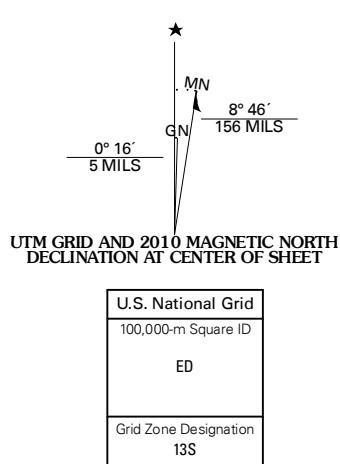 ★
MN
8° 46´
156 MILS
GN
0° 16´
5 MILS
UTM GRID AND 2010 MAGNETIC NORTH
DECLINATION AT CENTER OF SHEET
U.S. National Grid
100,000-m Square ID
ED
Grid Zone Designation
13S